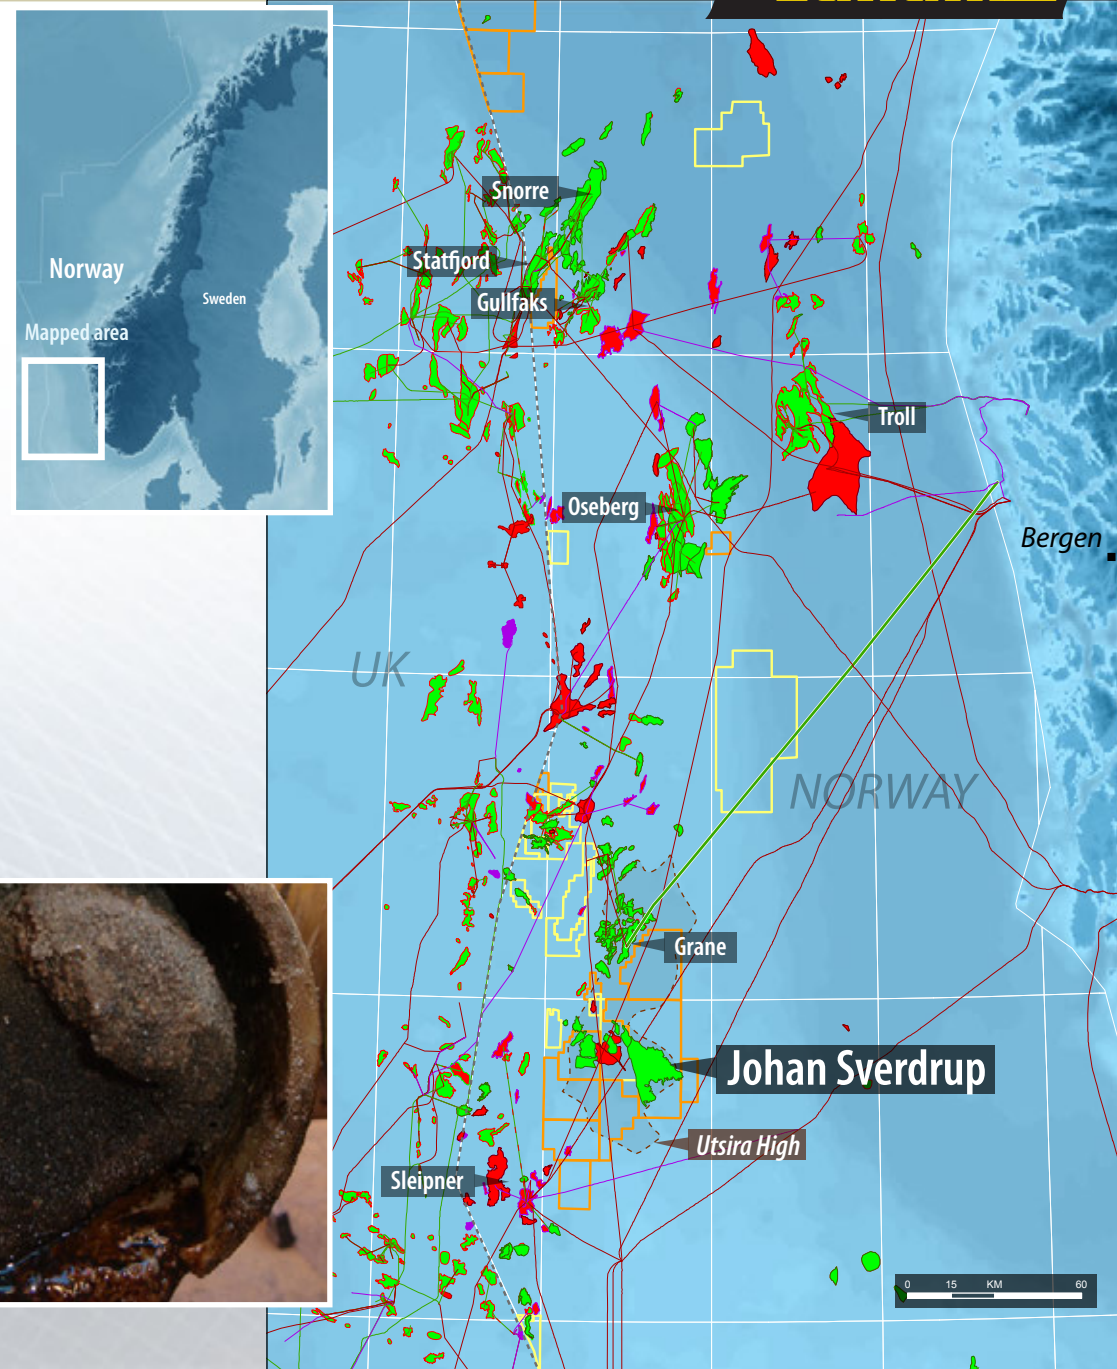 Norway
Sweden
Mapped area
Snorre
Statfjord
Gullfaks
Troll
Oseberg
Bergen
UK
NORWAY
Grane
Johan Sverdrup
Utsira High
Sleipner
0 15 KM 60